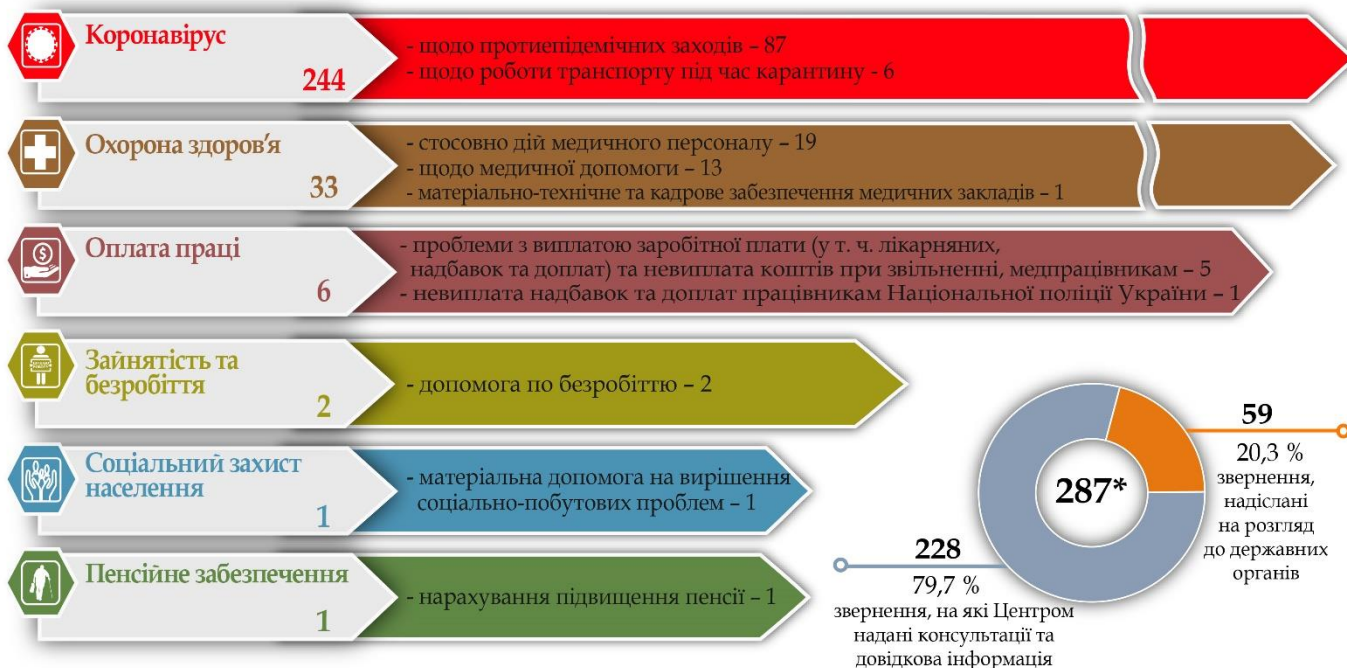 Коронавірус
244
- щодо протиепідемічних заходів – 87
- щодо роботи транспорту під час карантину - 6
Охорона здоров'я
33
- стосовно дій медичного персоналу – 19
- щодо медичної допомоги – 13
- матеріально-технічне та кадрове забезпечення медичних закладів – 1
Оплата праці
6
- проблеми з виплатою заробітної плати (у т. ч. лікарняних,
надбавок та доплат) та невиплата коштів при звільненні, медпрацівникам – 5
- невиплата надбавок та доплат працівникам Національної поліції України – 1
Зайнятість та
безробіття
2
- допомога по безробіттю – 2
Соціальний захист
населення
1
- матеріальна допомога на вирішення
соціально-побутових проблем – 1
Пенсійне забезпечення
1
- нарахування підвищення пенсії – 1
287*
59
20,3 %
звернення,
надіслані
на розгляд
до державних
органів
228
79,7 %
звернення, на які Центром
надані консультації та
довідкова інформація